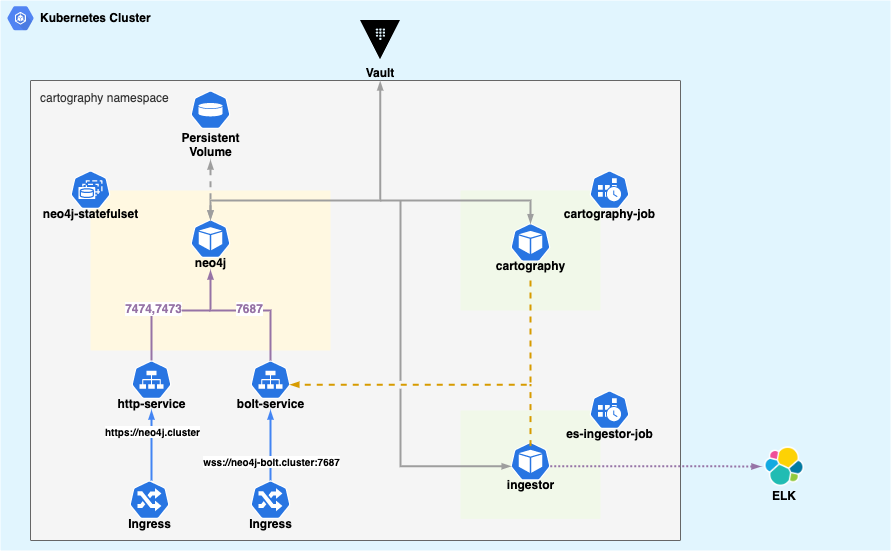 Kubernetes Cluster
Vault
cartography namespace
Persistent
Volume
neo4j-statefulset
cartography-job
neo4j
cartography
7474,7473
7687
http-service
bolt-service
https://neo4j.cluster
es-ingestor-job
wss://neo4j-bolt.cluster:7687
ingestor
ELK
Ingress
Ingress